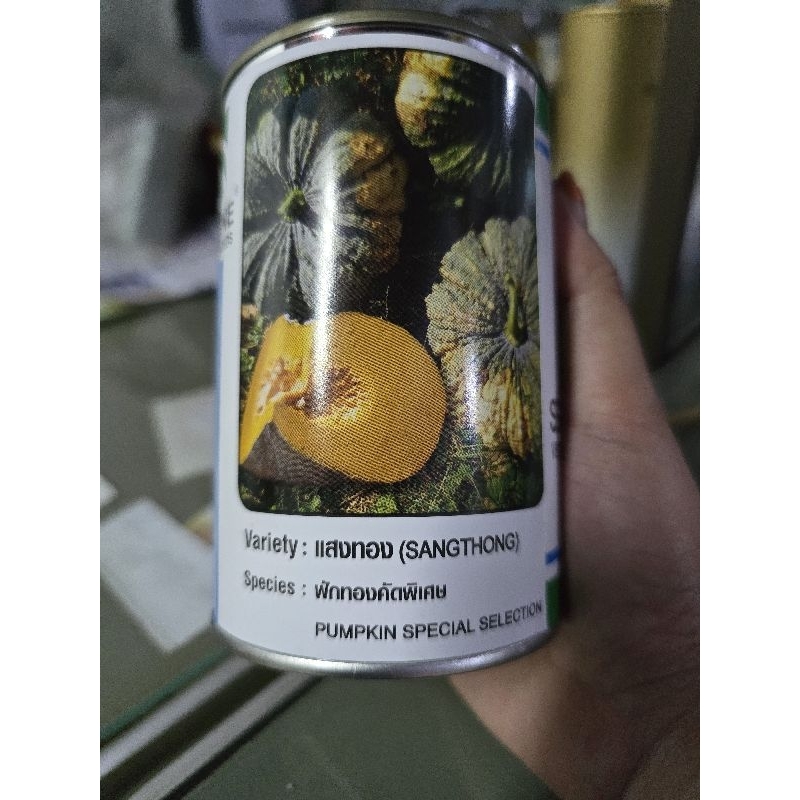 Variety : แสงทอง (SANGTHONG)
Species : ฟักทองคัดพิเศษ
PUMPKIN SPECIAL SELECTION